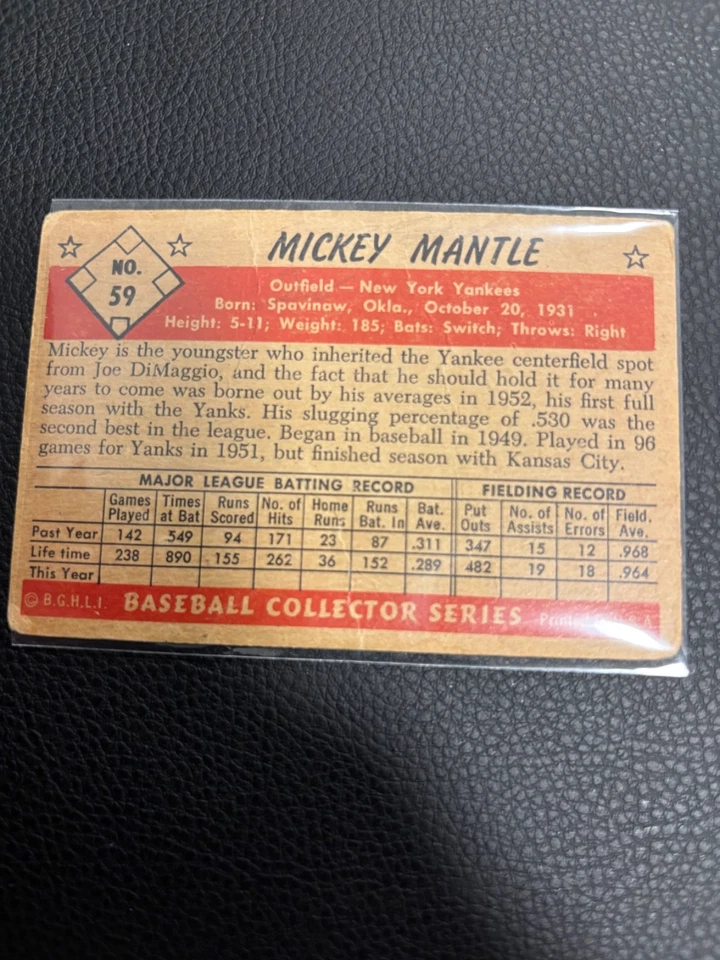 MICKEY MANTLE
NO.
59
Outfield — New York Yankees
Born: Spavinaw, Okla., October 20, 1931
Height: 5-11; Weight: 185; Bats: Switch; Throws: Right
Mickey is the youngster who inherited the Yankee centerfield spot
from Joe DiMaggio, and the fact that he should hold it for many
years to come was borne out by his averages in 1952, his first full
season with the Yanks. His slugging percentage of .530 was the
second best in the league. Began in baseball in 1949. Played in 96
games for Yanks in 1951, but finished season with Kansas City.
MAJOR LEAGUE BATTING RECORD FIELDING RECORD
Games Times Runs No. of Home Runs Bat. Put No. of No. of Field.
Played at Bat Scored Hits Runs Bat. In Ave. Outs Assists Errors Ave.
Past Year 142 549 94 171 23 87 .311 347 15 12 .968
Life time 238 890 155 262 36 152 .289 482 19 18 .964
This Year
© B.G.H.L.I. BASEBALL COLLECTOR SERIES Printed in U.S.A.